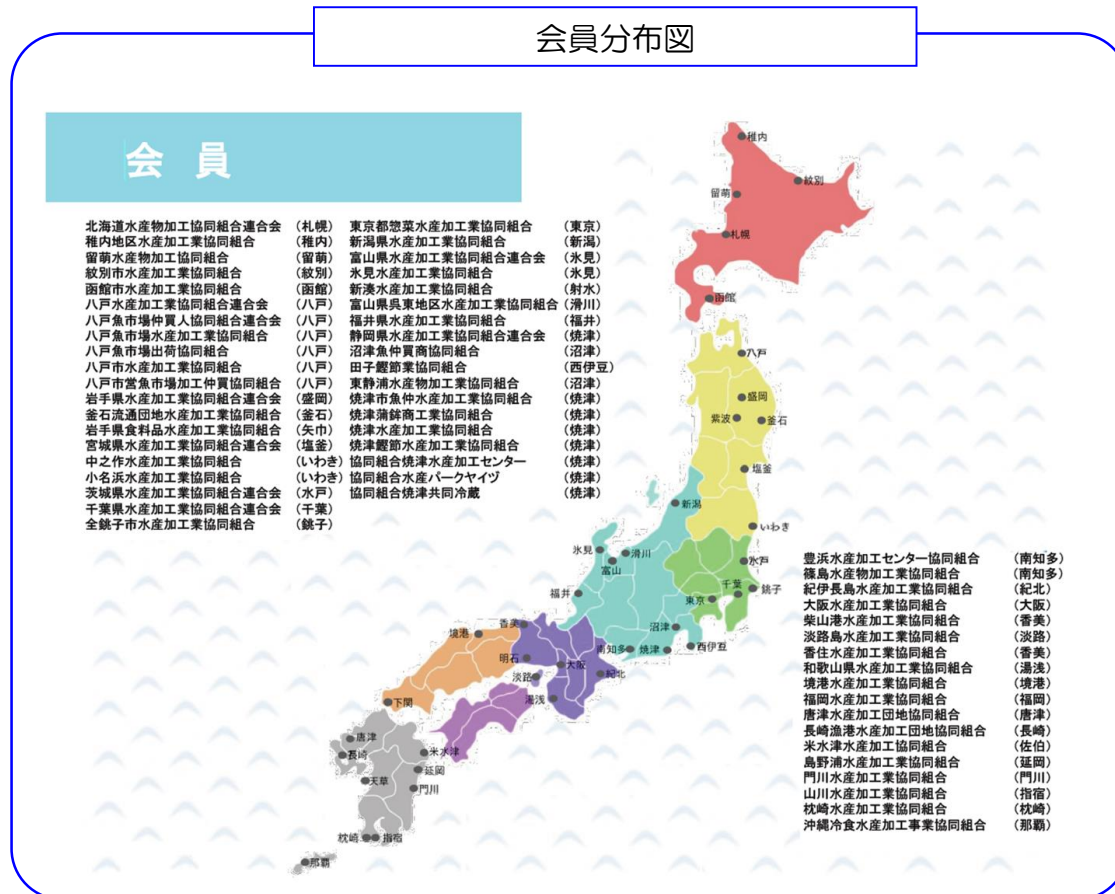 会員分布図
会 員
北海道水産物加工協同組合連合会 (札幌)
稚内地区水産加工業協同組合 (稚内)
留萌水産物加工協同組合 (留萌)
紋別市水産加工業協同組合 (紋別)
函館市水産加工業協同組合 (函館)
八戸水産加工業協同組合連合会 (八戸)
八戸魚市場仲買人協同組合連合会 (八戸)
八戸魚市場水産加工業協同組合 (八戸)
八戸魚市場出荷協同組合 (八戸)
八戸市水産加工業協同組合 (八戸)
八戸市営魚市場加工仲買協同組合 (八戸)
岩手県水産加工業協同組合連合会 (盛岡)
釜石流通団地水産加工業協同組合 (釜石)
岩手県食料品水産加工業協同組合 (矢巾)
宮城県水産加工業協同組合連合会 (塩釜)
中之作水産加工業協同組合 (いわき)
小名浜水産加工業協同組合 (いわき)
茨城県水産加工業協同組合連合会 (水戸)
千葉県水産加工業協同組合連合会 (千葉)
全銚子市水産加工業協同組合 (銚子)
東京都惣菜水産加工業協同組合 (東京)
新潟県水産加工業協同組合 (新潟)
富山県水産加工業協同組合連合会 (氷見)
氷見水産加工業協同組合 (氷見)
新湊水産加工業協同組合 (射水)
富山県呉東地区水産加工業協同組合 (滑川)
福井県水産加工業協同組合 (福井)
静岡県水産加工業協同組合連合会 (焼津)
沼津魚仲買商協同組合 (沼津)
田子鰹節業協同組合 (西伊豆)
東静浦水産物加工業協同組合 (沼津)
焼津市魚仲水産加工業協同組合 (焼津)
焼津蒲鉾商工業協同組合 (焼津)
焼津水産加工業協同組合 (焼津)
焼津鰹節水産加工業協同組合 (焼津)
協同組合焼津水産加工センター (焼津)
協同組合水産パークヤイヅ (焼津)
協同組合焼津共同冷蔵 (焼津)
稚内
紋別
留萌
札幌
函館
八戸
盛岡
紫波
釜石
塩釜
新潟
いわき
氷見
滑川
富山
水戸
千葉
銚子
福井
東京
香美
沼津
境港
南知多
焼津
西伊豆
明石
大阪
淡路
紀北
下関
湯浅
唐津
長崎
米水津
延岡
天草
門川
枕崎
指宿
那覇
豊浜水産加工センター協同組合 (南知多)
篠島水産物加工業協同組合 (南知多)
紀伊長島水産加工業協同組合 (紀北)
大阪水産加工業協同組合 (大阪)
柴山港水産加工業協同組合 (香美)
淡路島水産加工業協同組合 (淡路)
香住水産加工業協同組合 (香美)
和歌山県水産加工業協同組合 (湯浅)
境港水産加工業協同組合 (境港)
福岡水産加工業協同組合 (福岡)
唐津水産加工団地協同組合 (唐津)
長崎漁港水産加工団地協同組合 (長崎)
米水津水産加工協同組合 (佐伯)
島野浦水産加工業協同組合 (延岡)
門川水産加工業協同組合 (門川)
山川水産加工業協同組合 (指宿)
枕崎水産加工業協同組合 (枕崎)
沖縄冷食水産加工事業協同組合 (那覇)